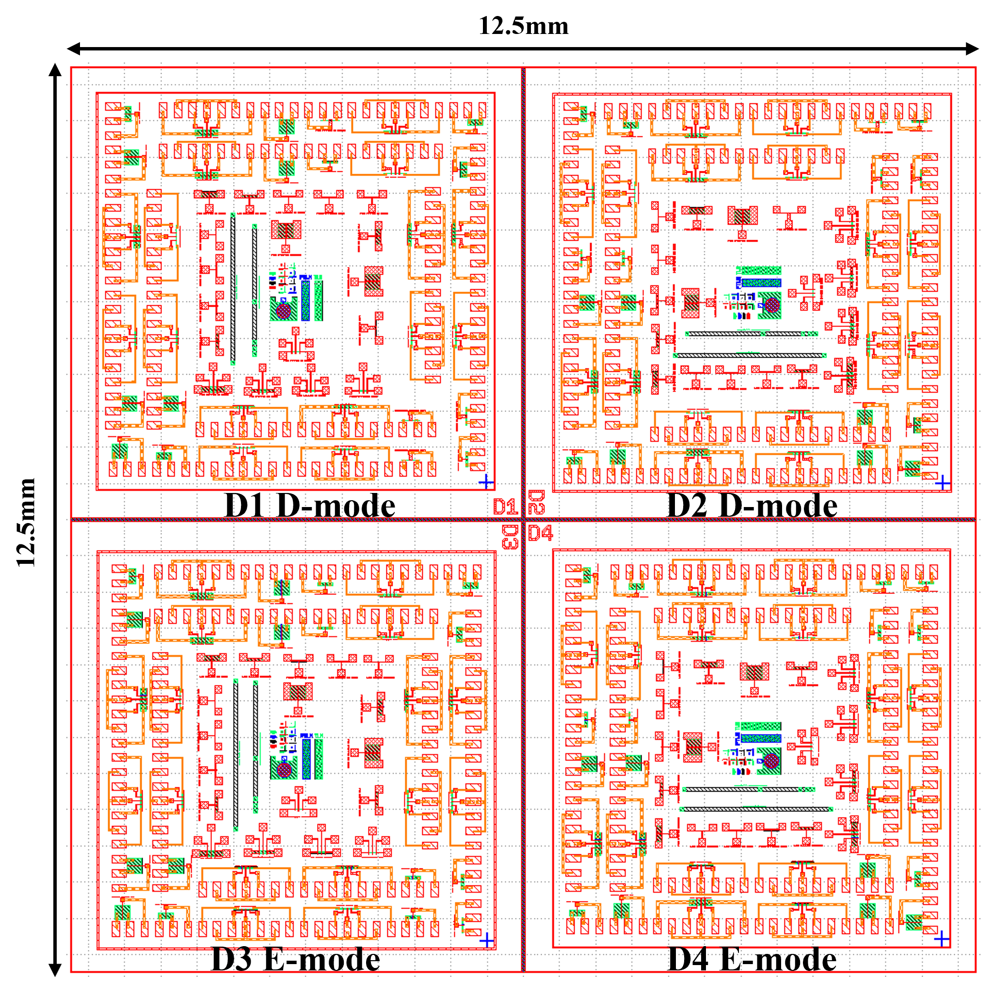 12.5mm
12.5mm
D1 D-mode
D1
D2
D2 D-mode
D3
D4
D3 E-mode
D4 E-mode